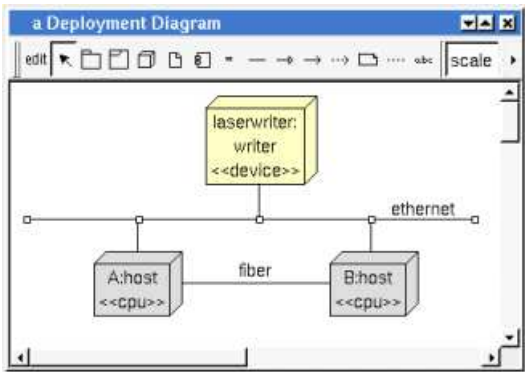 a Deployment Diagram
edit
abc
scale
laserwriter:
writer
<<device>>
ethernet
A:host
<<cpu>>
fiber
B:host
<<cpu>>